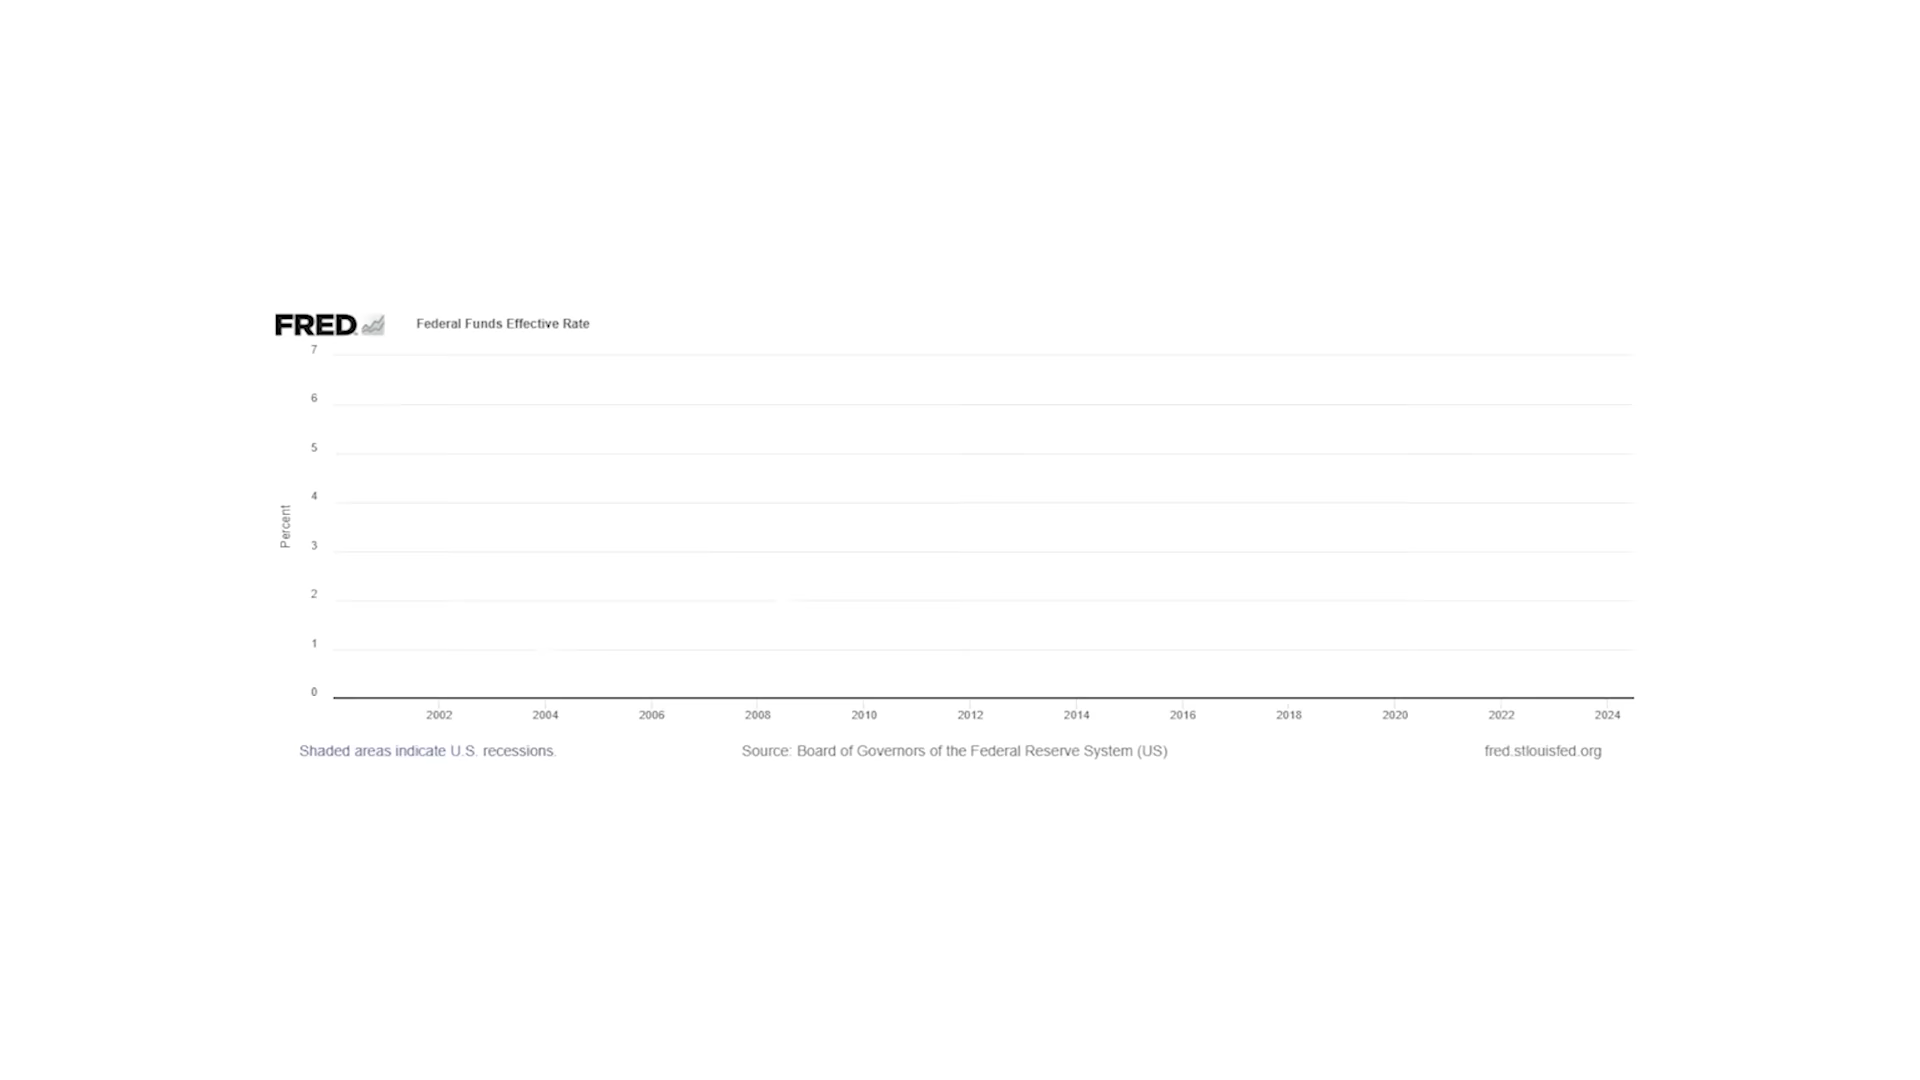 FRED Federal Funds Effective Rate
7
6
5
4
3
2
1
0
Percent
2002 2004 2006 2008 2010 2012 2014 2016 2018 2020 2022 2024
Shaded areas indicate U.S. recessions. Source: Board of Governors of the Federal Reserve System (US) fred.stlouisfed.org